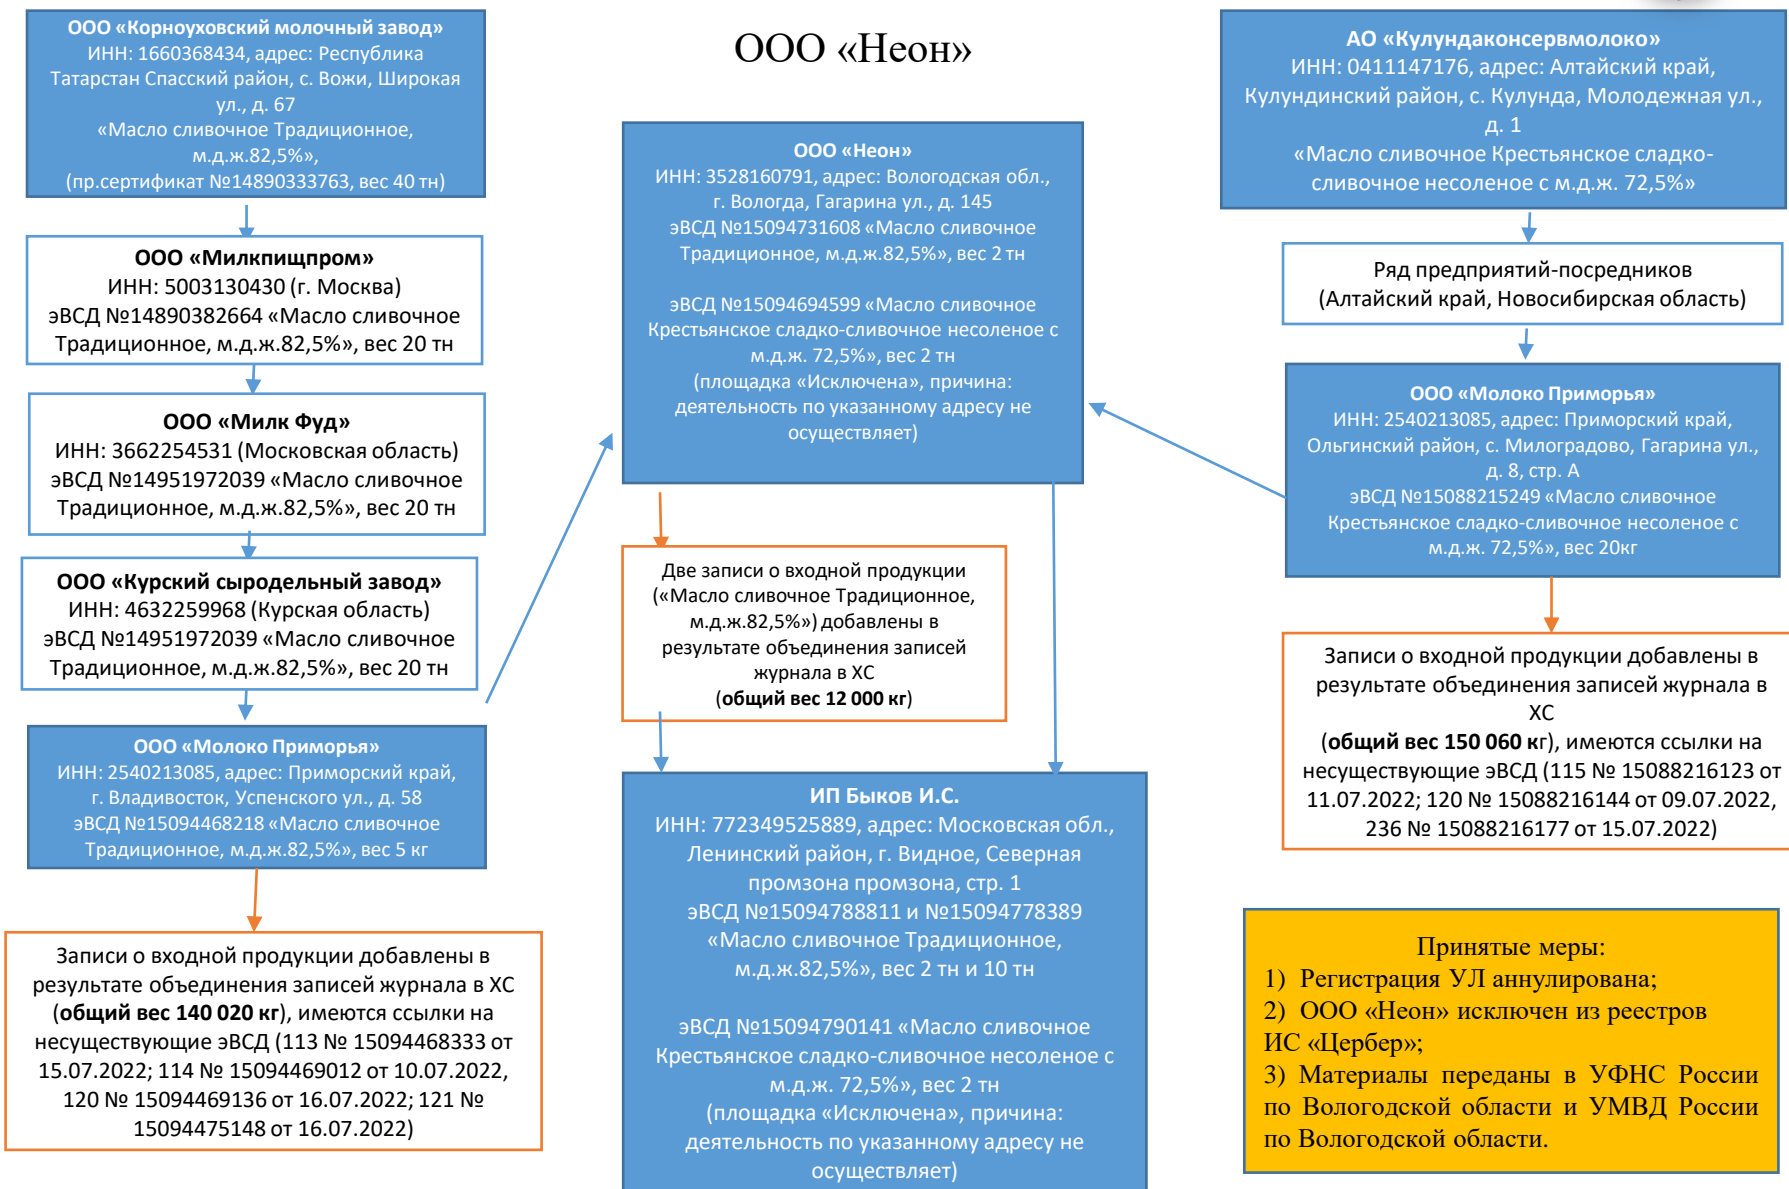 ООО «Неон»
ООО «Корноуховский молочный завод»
ИНН: 1660368434, адрес: Республика
Татарстан Спасский район, с. Вожи, Широкая
ул., д. 67
«Масло сливочное Традиционное,
м.д.ж.82,5%»,
(пр.сертификат №14890333763, вес 40 тн)
ООО «Милкпищпром»
ИНН: 5003130430 (г. Москва)
эВСД №14890382664 «Масло сливочное
Традиционное, м.д.ж.82,5%», вес 20 тн
ООО «Милк Фуд»
ИНН: 3662254531 (Московская область)
эВСД №14951972039 «Масло сливочное
Традиционное, м.д.ж.82,5%», вес 20 тн
ООО «Курский сыродельный завод»
ИНН: 4632259968 (Курская область)
эВСД №14951972039 «Масло сливочное
Традиционное, м.д.ж.82,5%», вес 20 тн
ООО «Молоко Приморья»
ИНН: 2540213085, адрес: Приморский край,
г. Владивосток, Успенского ул., д. 58
эВСД №15094468218 «Масло сливочное
Традиционное, м.д.ж.82,5%», вес 5 кг
Записи о входной продукции добавлены в
результате объединения записей журнала в ХС
(общий вес 140 020 кг), имеются ссылки на
несуществующие эВСД (113 № 15094468333 от
15.07.2022; 114 № 15094469012 от 10.07.2022,
120 № 15094469136 от 16.07.2022; 121 №
15094475148 от 16.07.2022)
ООО «Неон»
ИНН: 3528160791, адрес: Вологодская обл.,
г. Вологда, Гагарина ул., д. 145
эВСД №15094731608 «Масло сливочное
Традиционное, м.д.ж.82,5%», вес 2 тн
эВСД №15094694599 «Масло сливочное
Крестьянское сладко-сливочное несоленое с
м.д.ж. 72,5%», вес 2 тн
(площадка «Исключена», причина:
деятельность по указанному адресу не
осуществляет)
Две записи о входной продукции
(«Масло сливочное Традиционное,
м.д.ж.82,5%») добавлены в
результате объединения записей
журнала в ХС
(общий вес 12 000 кг)
ИП Быков И.С.
ИНН: 772349525889, адрес: Московская обл.,
Ленинский район, г. Видное, Северная
промзона промзона, стр. 1
эВСД №15094788811 и №15094778389
«Масло сливочное Традиционное,
м.д.ж.82,5%», вес 2 тн и 10 тн
эВСД №15094790141 «Масло сливочное
Крестьянское сладко-сливочное несоленое с
м.д.ж. 72,5%», вес 2 тн
(площадка «Исключена», причина:
деятельность по указанному адресу не
осуществляет)
АО «Кулундаконсервмолоко»
ИНН: 0411147176, адрес: Алтайский край,
Кулундинский район, с. Кулунда, Молодежная ул.,
д. 1
«Масло сливочное Крестьянское сладко-
сливочное несоленое с м.д.ж. 72,5%»
Ряд предприятий-посредников
(Алтайский край, Новосибирская область)
ООО «Молоко Приморья»
ИНН: 2540213085, адрес: Приморский край,
Ольгинский район, с. Милоградово, Гагарина ул.,
д. 8, стр. А
эВСД №15088215249 «Масло сливочное
Крестьянское сладко-сливочное несоленое с
м.д.ж. 72,5%», вес 20кг
Записи о входной продукции добавлены в
результате объединения записей журнала в
ХС
(общий вес 150 060 кг), имеются ссылки на
несуществующие эВСД (115 № 15088216123 от
11.07.2022; 120 № 15088216144 от 09.07.2022,
236 № 15088216177 от 15.07.2022)
Принятые меры:
1) Регистрация УЛ аннулирована;
2) ООО «Неон» исключен из реестров
ИС «Цербер»;
3) Материалы переданы в УФНС России
по Вологодской области и УМВД России
по Вологодской области.